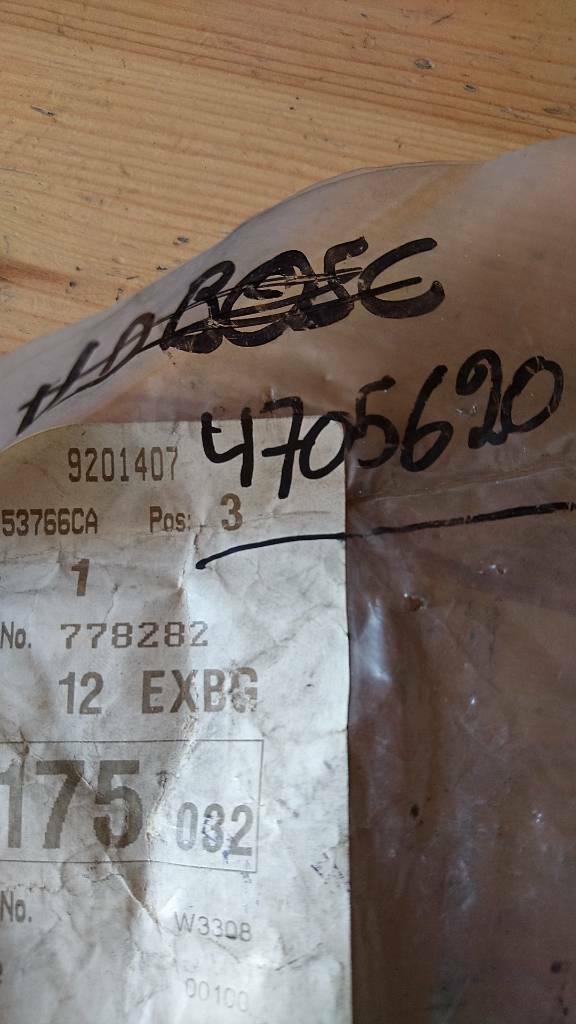 4705620
9201407
53766CA Pos: 3
1
No. 778282
12 EXBG
175 032
No.
W3308
00100